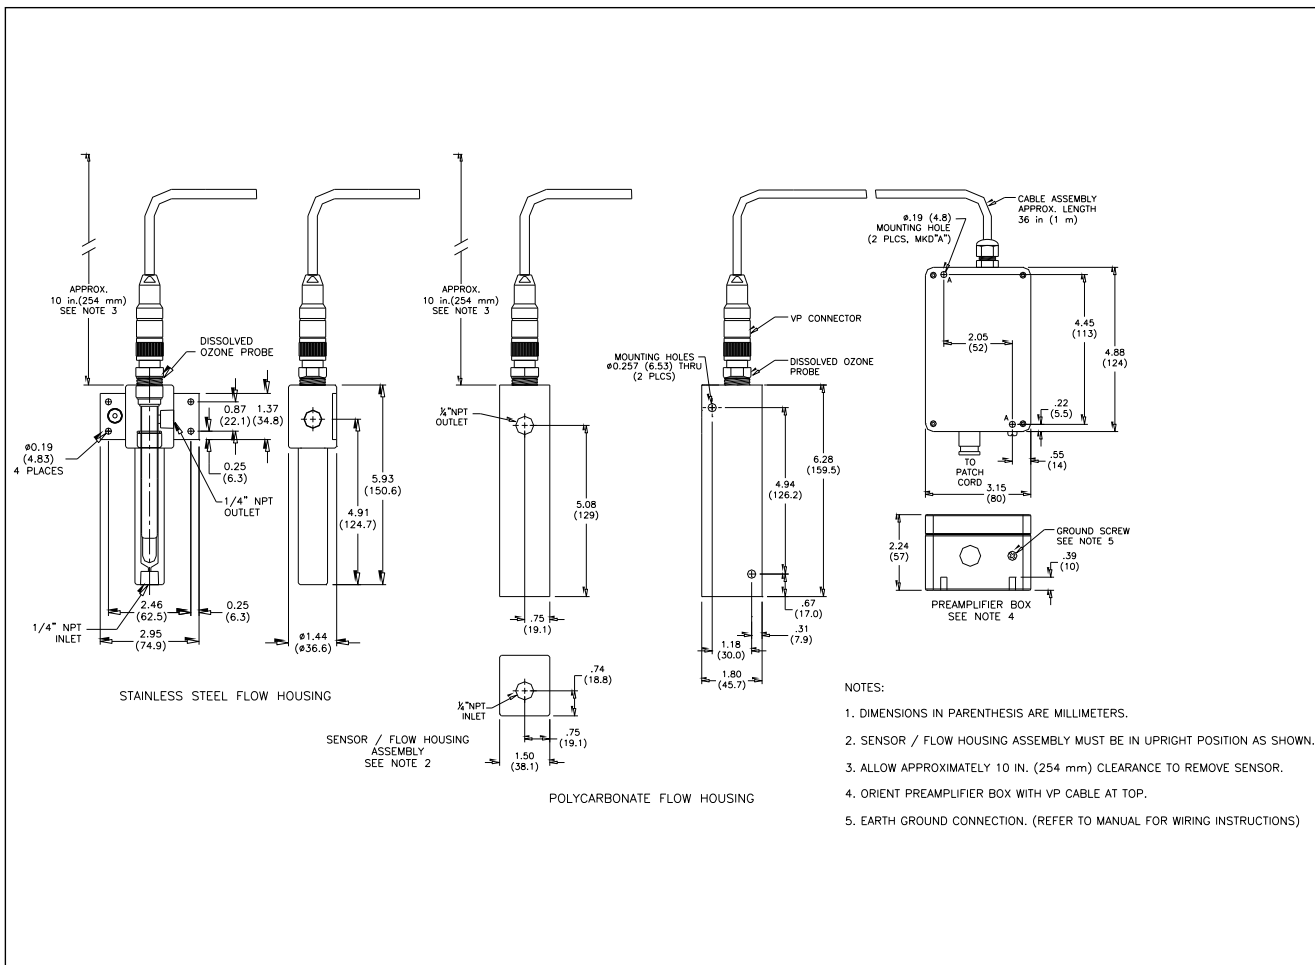 APPROX.
10 in.(254 mm)
SEE NOTE 3
DISSOLVED
OZONE PROBE
0.87
(22.1)
1.37
(34.8)
ø0.19
(4.83)
4 PLACES
0.25
(6.3)
1/4" NPT
OUTLET
2.46
(62.5)
0.25
(6.3)
1/4" NPT
INLET
2.95
(74.9)
5.93
(150.6)
4.91
(124.7)
ø1.44
(ø36.6)
STAINLESS STEEL FLOW HOUSING
APPROX.
10 in.(254 mm)
SEE NOTE 3
¼"NPT
OUTLET
5.08
(129)
.75
(19.1)
¼"NPT
INLET
.74
(18.8)
.75
(19.1)
1.50
(38.1)
SENSOR / FLOW HOUSING
ASSEMBLY
SEE NOTE 2
POLYCARBONATE FLOW HOUSING
VP CONNECTOR
MOUNTING HOLES
ø0.257 (6.53) THRU
(2 PLCS)
DISSOLVED OZONE
PROBE
6.28
(159.5)
4.94
(126.2)
.67
(17.0)
.31
(7.9)
1.18
(30.0)
1.80
(45.7)
CABLE ASSEMBLY
APPROX. LENGTH
36 in (1 m)
ø.19 (4.8)
MOUNTING HOLE
(2 PLCS, MKD"A")
A
2.05
(52)
4.45
(113)
4.88
(124)
A
.22
(5.5)
TO
PATCH
CORD
.55
(14)
3.15
(80)
2.24
(57)
GROUND SCREW
SEE NOTE 5
.39
(10)
PREAMPLIFIER BOX
SEE NOTE 4
NOTES:
1. DIMENSIONS IN PARENTHESIS ARE MILLIMETERS.
2. SENSOR / FLOW HOUSING ASSEMBLY MUST BE IN UPRIGHT POSITION AS SHOWN.
3. ALLOW APPROXIMATELY 10 IN. (254 mm) CLEARANCE TO REMOVE SENSOR.
4. ORIENT PREAMPLIFIER BOX WITH VP CABLE AT TOP.
5. EARTH GROUND CONNECTION. (REFER TO MANUAL FOR WIRING INSTRUCTIONS)